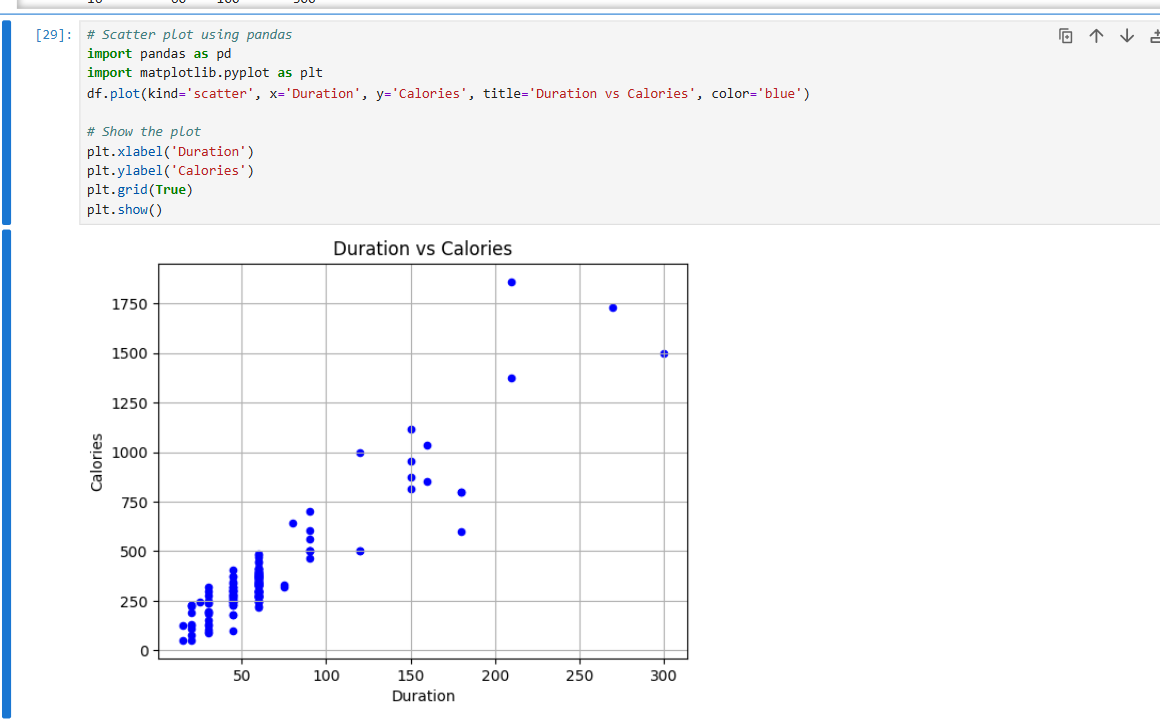 [29]: # Scatter plot using pandas
import pandas as pd
import matplotlib.pyplot as plt
df.plot(kind='scatter', x='Duration', y='Calories', title='Duration vs Calories', color='blue')
# Show the plot
plt.xlabel('Duration')
plt.ylabel('Calories')
plt.grid(True)
plt.show()
Duration vs Calories
1750
1500
1250
1000
750
500
250
0
Calories
50 100 150 200 250 300
Duration